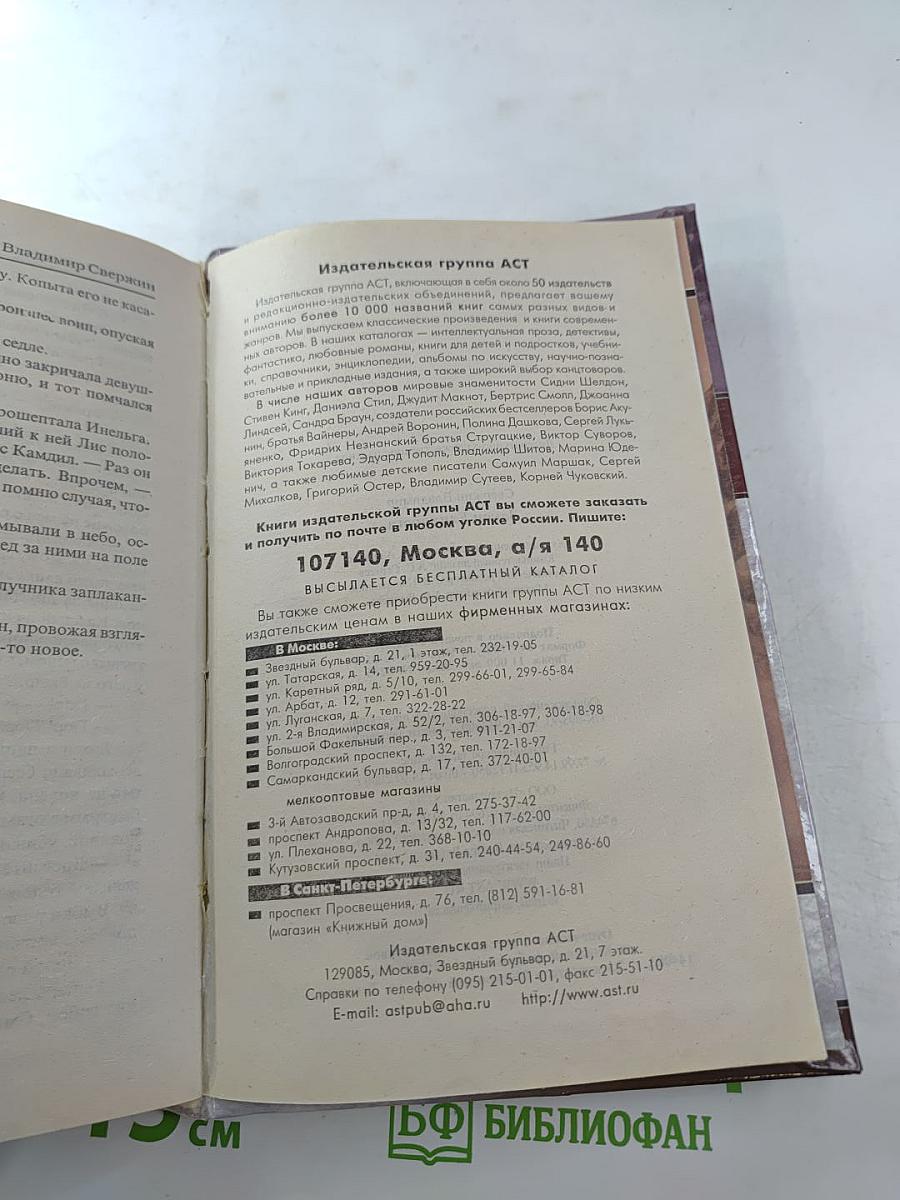 Владимир Свержин
у. Копыта его не каса-
воин, опуская
седле.
но закричала девуш-
ню, и тот помчался
рошептала Инельга.
ий к ней Лис поло-
с Камдил. — Раз он
делать. Впрочем, —
помню случая, что-
мывали в небо, ос-
ед за ними на поле
лучника заплакан-
н, провожая взгля-
-то новое.
Издательская группа АСТ
Издательская группа АСТ, включающая в себя около 50 издательств
и редакционно-издательских объединений, предлагает вашему
вниманию более 10 000 названий книг самых разных видов и
жанров. Мы выпускаем классические произведения и книги современ-
ных авторов. В наших каталогах — интеллектуальная проза, детективы,
фантастика, любовные романы, книги для детей и подростков, учебни-
ки, справочники, энциклопедии, альбомы по искусству, научно-позна-
вательные и прикладные издания, а также широкий выбор канцтоваров.
В числе наших авторов мировые знаменитости Сидни Шелдон,
Стивен Кинг, Даниэла Стил, Джудит Макнот, Бертрис Смолл, Джоанна
Линдсей, Сандра Браун, создатели российских бестселлеров Борис Аку-
нин, братья Вайнеры, Андрей Воронин, Полина Дашкова, Сергей Лукь-
яненко, Фридрих Незнанский братья Стругацкие, Виктор Суворов,
Виктория Токарева, Эдуард Тополь, Владимир Шитов, Марина Юде-
нич, а также любимые детские писатели Самуил Маршак, Сергей
Михалков, Григорий Остер, Владимир Сутеев, Корней Чуковский.
Книги издательской группы АСТ вы сможете заказать
и получить по почте в любом уголке России. Пишите:
107140, Москва, а/я 140
ВЫСЫЛАЕТСЯ БЕСПЛАТНЫЙ КАТАЛОГ
Вы также сможете приобрести книги группы АСТ по низким
издательским ценам в наших фирменных магазинах:
В Москве:
Звездный бульвар, д. 21, 1 этаж, тел. 232-19-05
ул. Татарская, д. 14, тел. 959-20-95
ул. Каретный ряд, д. 5/10, тел. 299-66-01, 299-65-84
ул. Арбат, д. 12, тел. 291-61-01
ул. Луганская, д. 7, тел. 322-28-22
ул. 2-я Владимирская, д. 52/2, тел. 306-18-97, 306-18-98
Большой Факельный пер., д. 3, тел. 911-21-07
Волгоградский проспект, д. 132, тел. 172-18-97
Самаркандский бульвар, д. 17, тел. 372-40-01
мелкооптовые магазины
3-й Автозаводский пр-д, д. 4, тел. 275-37-42
проспект Андропова, д. 13/32, тел. 117-62-00
ул. Плеханова, д. 22, тел. 368-10-10
Кутузовский проспект, д. 31, тел. 240-44-54, 249-86-60
В Санкт-Петербурге:
проспект Просвещения, д. 76, тел. (812) 591-16-81
(магазин «Книжный дом»)
Издательская группа АСТ
129085, Москва, Звездный бульвар, д. 21, 7 этаж.
Справки по телефону (095) 215-01-01, факс 215-51-10
E-mail: astpub@aha.ru http://www.ast.ru
15 см
БФ БИБЛИОФАН